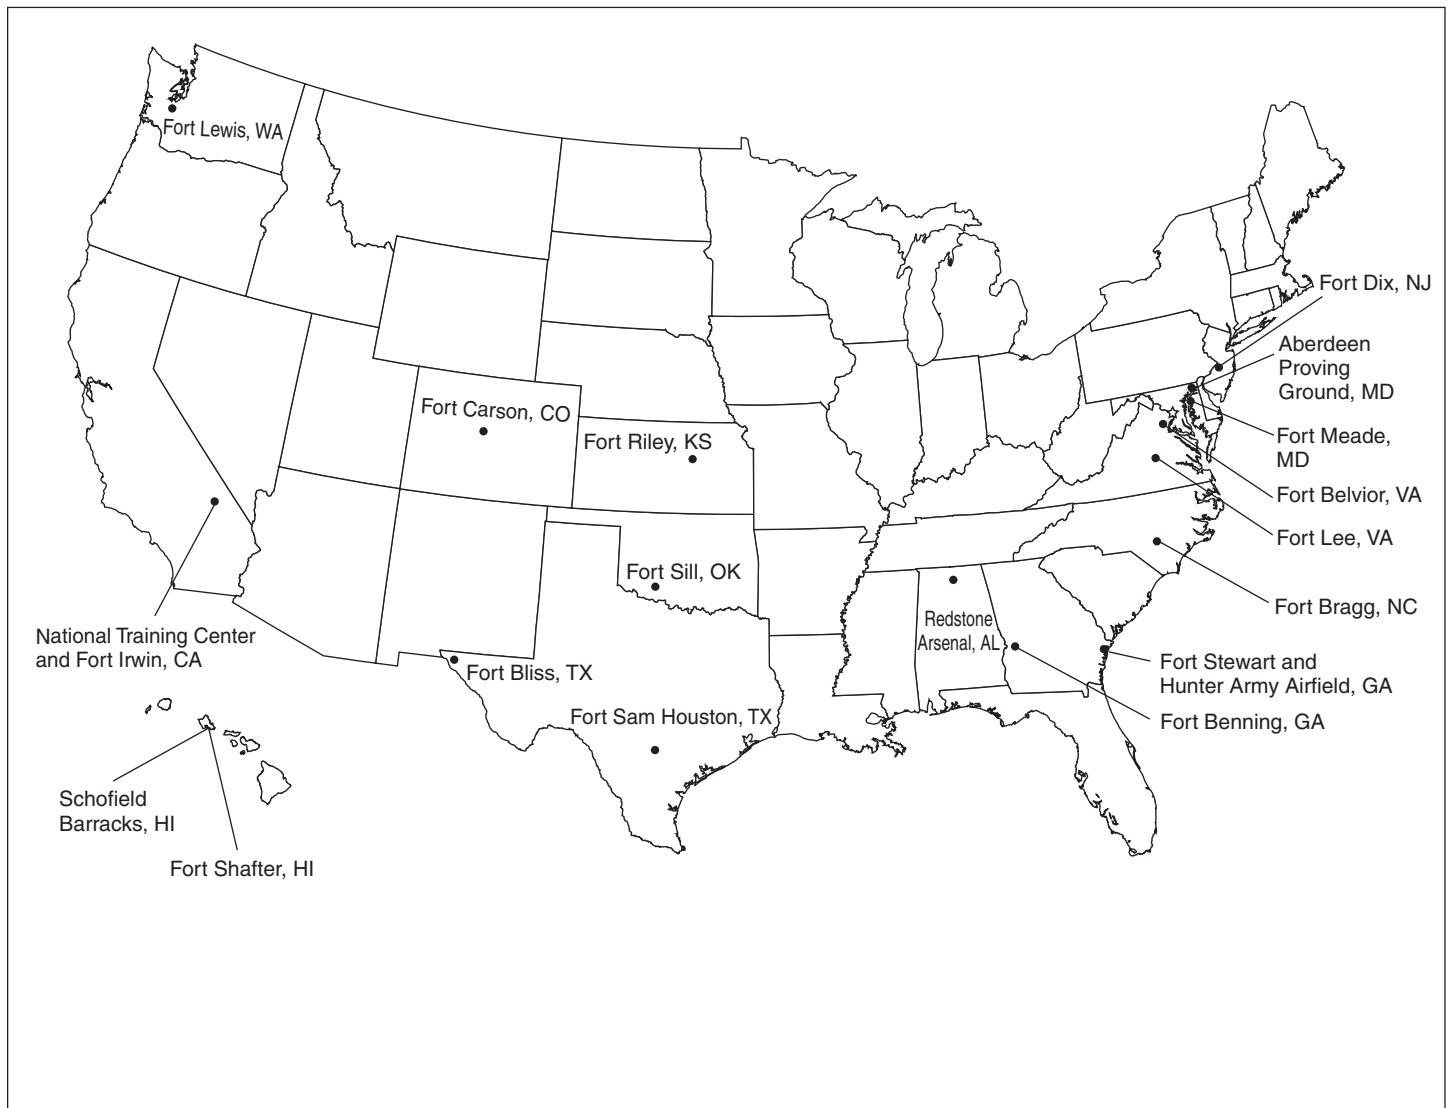 Fort Lewis, WA
Fort Dix, NJ
Aberdeen
Proving
Ground, MD
Fort Carson, CO
Fort Riley, KS
Fort Meade,
MD
Fort Belvior, VA
Fort Lee, VA
Fort Sill, OK
Fort Bragg, NC
Redstone
Arsenal, AL
National Training Center
and Fort Irwin, CA
Fort Bliss, TX
Fort Stewart and
Hunter Army Airfield, GA
Fort Sam Houston, TX
Fort Benning, GA
Schofield
Barracks, HI
Fort Shafter, HI